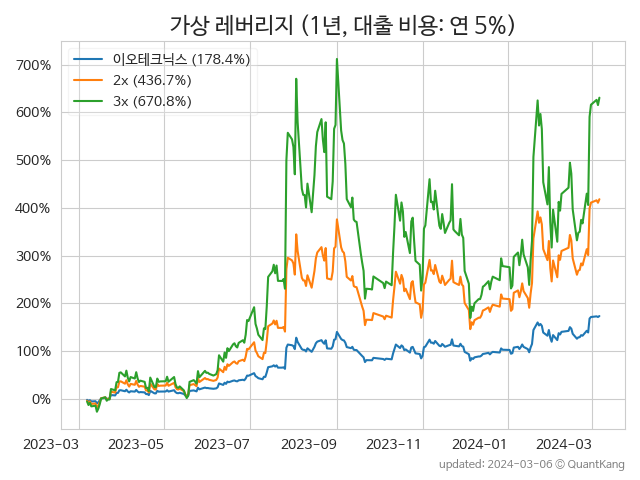 가상 레버리지 (1년, 대출 비용: 연 5%)
이오테크닉스 (178.4%)
2x (436.7%)
3x (670.8%)
700%
600%
500%
400%
300%
200%
100%
0%
2023-03 2023-05 2023-07 2023-09 2023-11 2024-01 2024-03
updated: 2024-03-06 © QuantKang